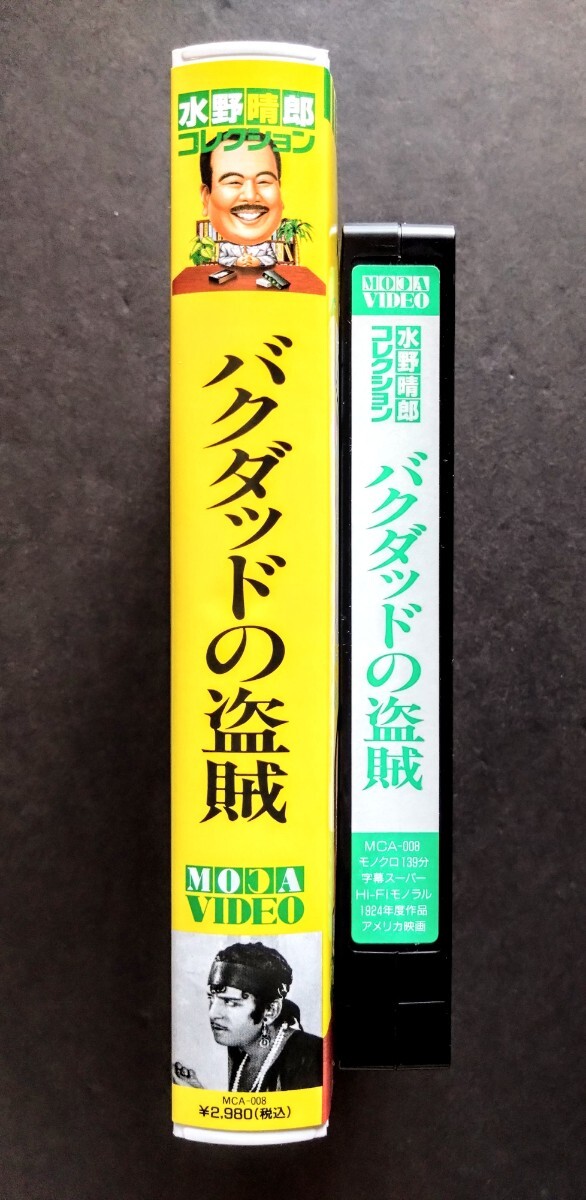 水野晴郎
コレクション
バクダッドの盗賊
MOCA
VIDEO
MCA-008
¥2,980(税込)
MOCA
VIDEO
水野晴郎
コレクション
バクダッドの盗賊
MCA-008
モノクロ139分
字幕スーパー
Hi-Fiモノラル
1924年度作品
アメリカ映画